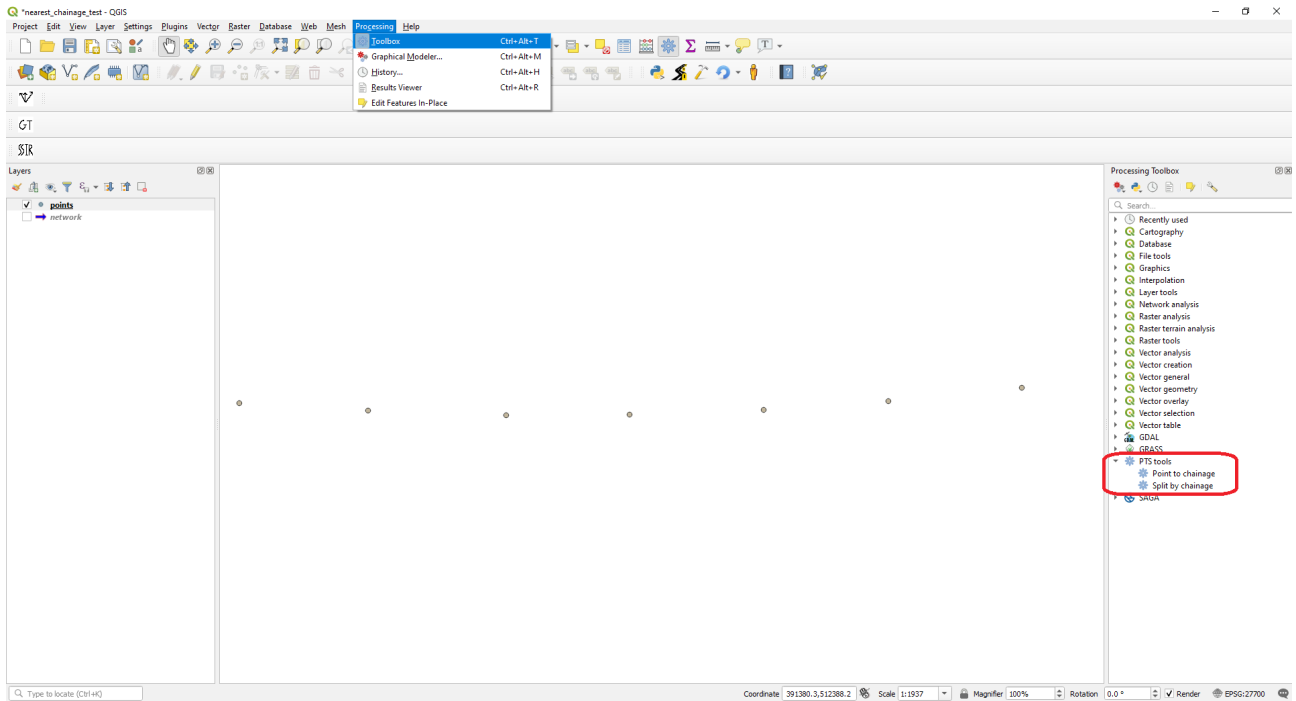 *nearest_chainage_test - QGIS
Project Edit View Layer Settings Plugins Vector Raster Database Web Mesh Processing Help
Toolbox Ctrl+Alt+T
Graphical Modeler... Ctrl+Alt+M
History... Ctrl+Alt+H
Results Viewer Ctrl+Alt+R
Edit Features In-Place
GT
STR
Layers
points
network
Processing Toolbox
Search...
Recently used
Cartography
Database
File tools
Graphics
Interpolation
Layer tools
Network analysis
Raster analysis
Raster terrain analysis
Raster tools
Vector analysis
Vector creation
Vector general
Vector geometry
Vector overlay
Vector selection
Vector table
GDAL
GRASS
PTS tools
Point to chainage
Split by chainage
SAGA
Type to locate (Ctrl+K) Coordinate 391380.3,512388.2 Scale 1:1937 Magnifier 100% Rotation 0.0 ° Render EPSG:27700